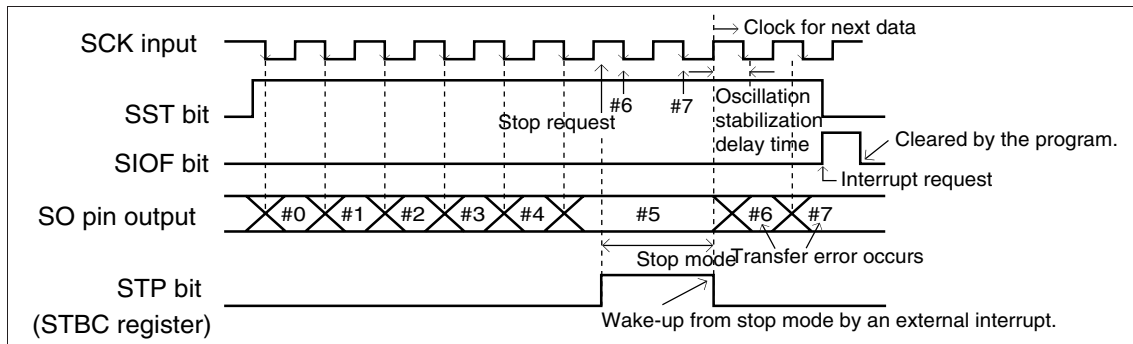 Clock for next data
SCK input
#6
#7
SST bit
Stop request
Oscillation
stabilization
delay time
Cleared by the program.
SIOF bit
Interrupt request
SO pin output
#0
#1
#2
#3
#4
#5
#6
#7
Stop mode
Transfer error occurs
STP bit
(STBC register)
Wake-up from stop mode by an external interrupt.